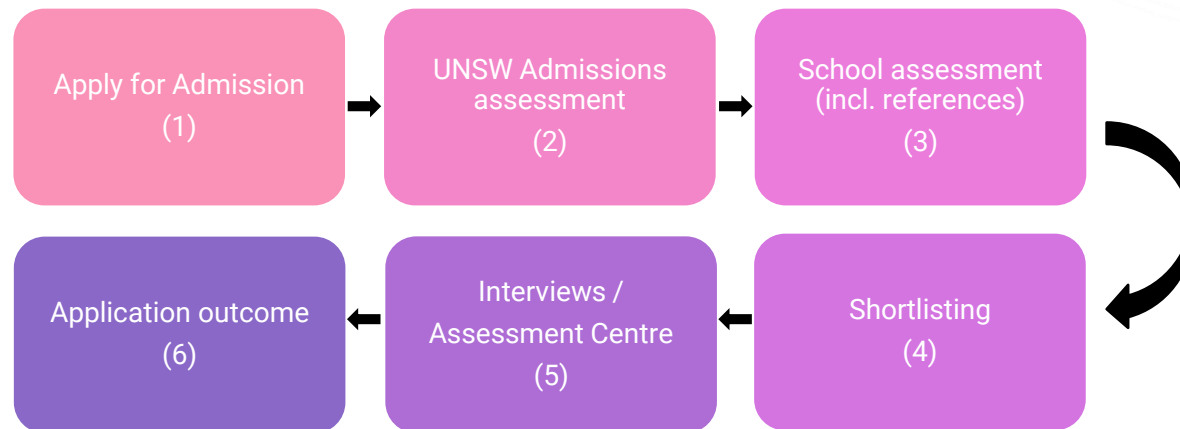 Apply for Admission
(1)
UNSW Admissions
assessment
(2)
School assessment
(incl. references)
(3)
Shortlisting
(4)
Interviews /
Assessment Centre
(5)
Application outcome
(6)